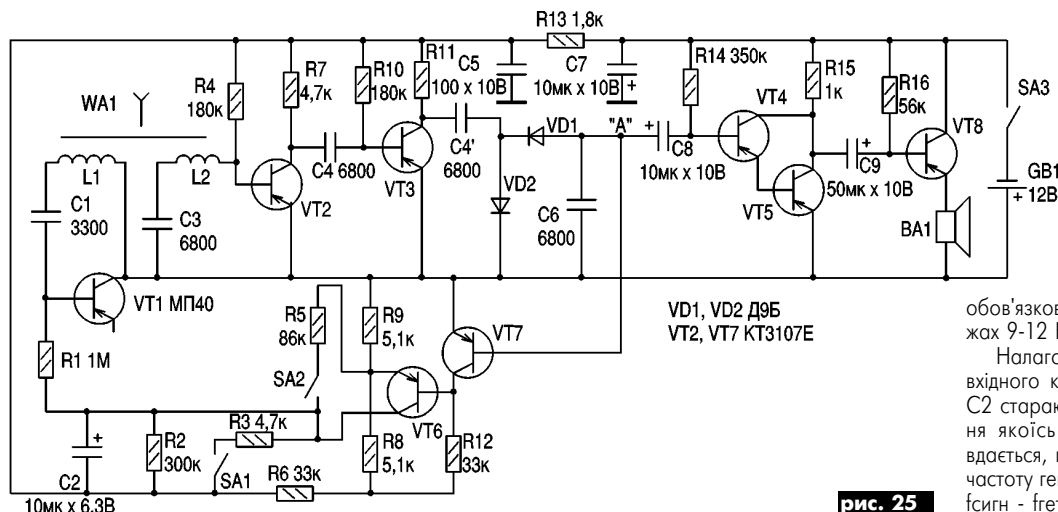 R13 1,8к
R4
180к
R7
4,7к
R10
180к
R11
C5
100 x 10В
C7
10мк x 10В
+
R14 350к
R15
1к
R16
56к
SA3
WA1
VT4
VT8
L1
L2
C4 6800
C4'
6800
VD1
"А"
+
C8
10мк x 10В
C9
+
50мк x 10В
GB1
+ 12В
C1
3300
C3
6800
VT2
VT3
VD2
C6
6800
VT5
BA1
VT1 МП40
R5
86к
R9
5,1к
VT7
VD1, VD2 Д9Б
VT2, VT7 КТ3107Е
R1 1М
SA2
VT6
R3 4,7к
+
C2
10мк x 6,3В
R2
300к
SA1
R6 33к
R8
5,1к
R12
33к
рис. 25
обов'язков
жах 9-12 
Налаго
вхідного к
С2 стараю
ня якоїсь
вдається, 
частоту ге
fсигн - fгет